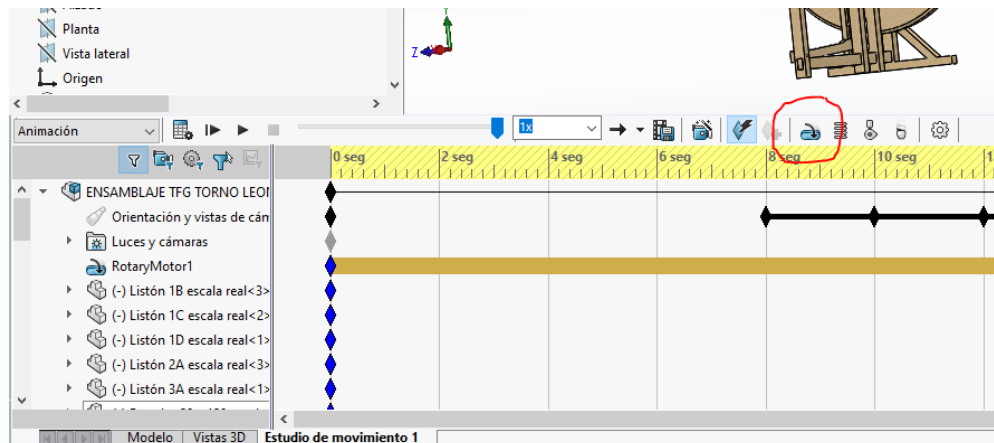 Planta
Vista lateral
Z
Origen
Animación
1x
0 seg
2 seg
4 seg
6 seg
8 seg
10 seg
ENSAMBLAJE TFG TORNO
Orientación y vistas de
Luces y cámaras
RotaryMotor1
(-) Listón 1B escala real<3>
(-) Listón 1C escala real<2>
(-) Listón 1D escala real<1>
(-) Listón 2A escala real<3>
(-) Listón 3A escala real<1>
Modelo
Vistas 3D
Estudio de movimiento 1